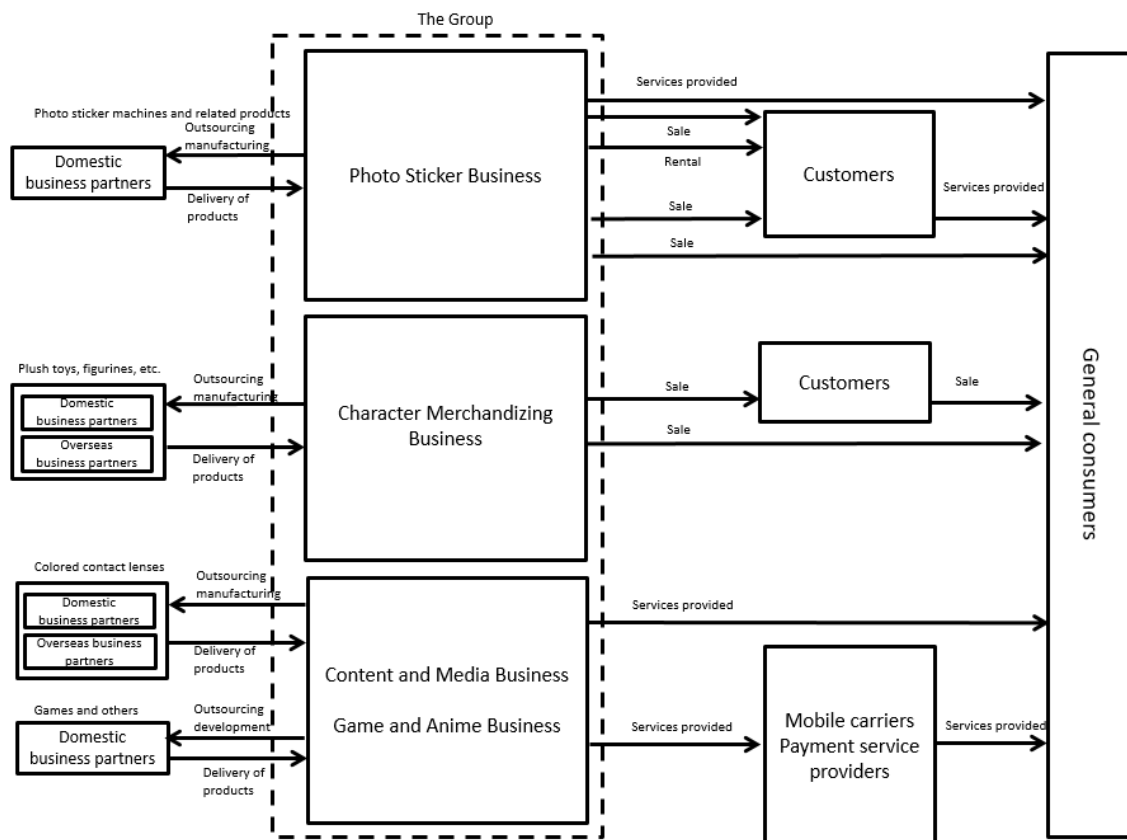 The Group
Services provided
Photo sticker machines and related products
Outsourcing
manufacturing
Domestic
business partners
Delivery of
products
Photo Sticker Business
Sale
Rental
Sale
Sale
Customers
Services provided
Plush toys, figurines, etc.
Outsourcing
manufacturing
Domestic
business partners
Overseas
business partners
Delivery of
products
Character Merchandizing
Business
Sale
Sale
Customers
Sale
General consumers
Colored contact lenses
Outsourcing
manufacturing
Domestic
business partners
Overseas business
partners
Delivery of
products
Games and others
Outsourcing
development
Domestic
business partners
Delivery of
products
Content and Media Business
Game and Anime Business
Services provided
Services provided
Mobile carriers
Payment service
providers
Services provided